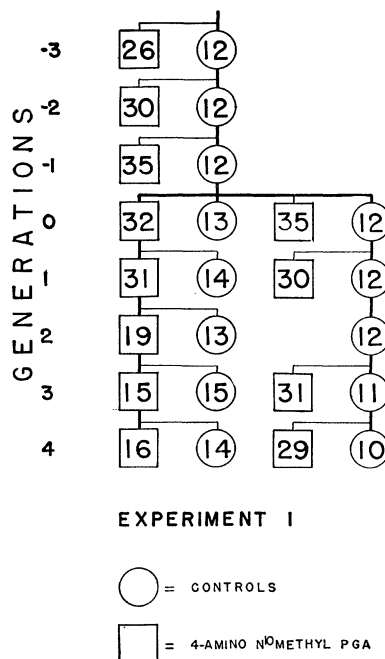 -3 26 12
-2 30 12
-1 35 12
0 32 13 35 12
1 31 14 30 12
2 19 13 12
3 15 15 31 11
4 16 14 29 10
GENERATIONS
EXPERIMENT I
= CONTROLS
= 4-AMINO N10METHYL PGA